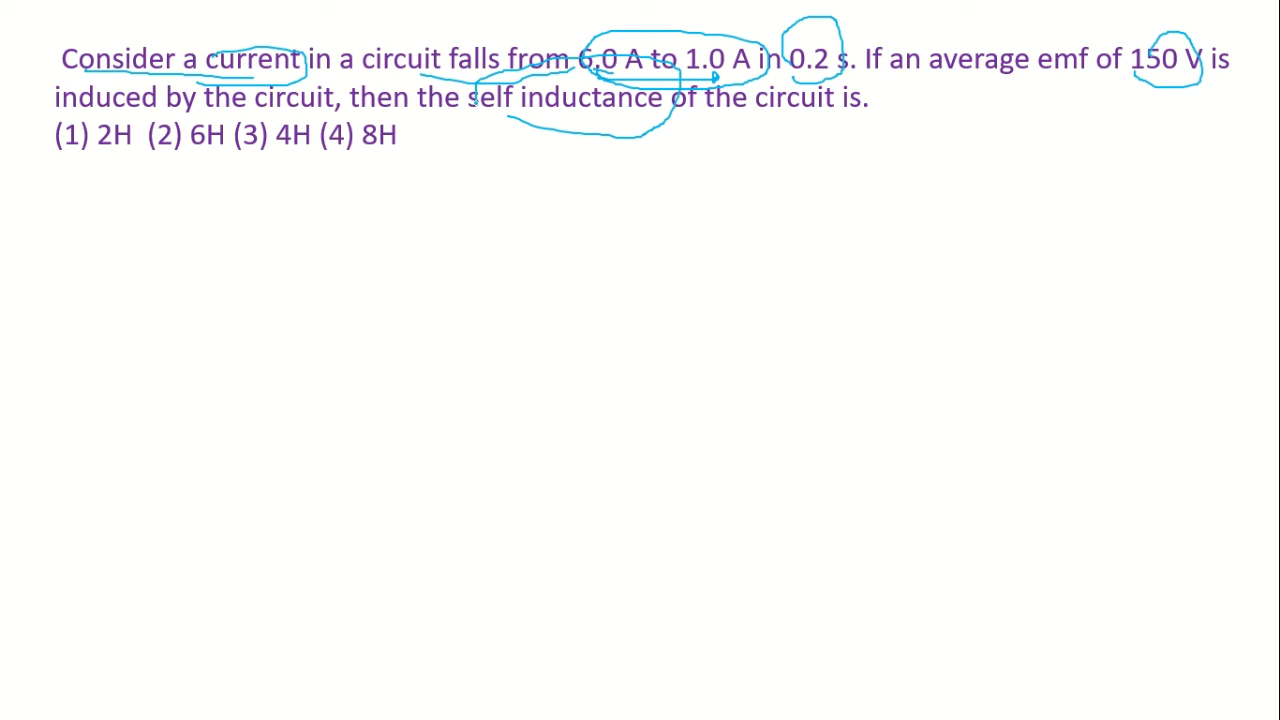 Consider a current in a circuit falls from 6.0 A to 1.0 A in 0.2 s. If an average emf of 150 V is
induced by the circuit, then the self inductance of the circuit is.
(1) 2H (2) 6H (3) 4H (4) 8H